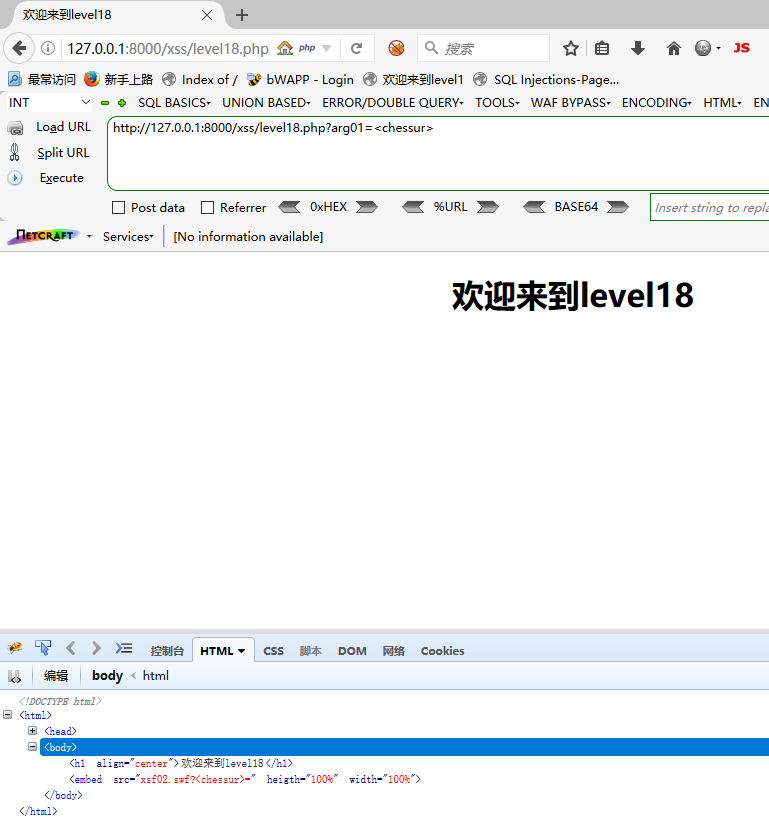 欢迎来到level18
127.0.0.1:8000/xss/level18.php
php
搜索
JS
最常访问 新手上路 Index of / bWAPP - Login 欢迎来到level1 SQL Injections-Page...
INT SQL BASICS UNION BASED ERROR/DOUBLE QUERY TOOLS WAF BYPASS ENCODING HTML EN
Load URL
http://127.0.0.1:8000/xss/level18.php?arg01=<chessur>
Split URL
Execute
Post data Referrer 0xHEX %URL BASE64 Insert string to repla
NETCRAFT Services [No information available]
欢迎来到level18
控制台 HTML CSS 脚本 DOM 网络 Cookies
编辑 body < html
<!DOCTYPE html>
<html>
<head>
<body>
<h1 align="center">欢迎来到level18</h1>
<embed src="xsf02.swf?<chessur>=" heigth="100%" width="100%">
</body>
</html>